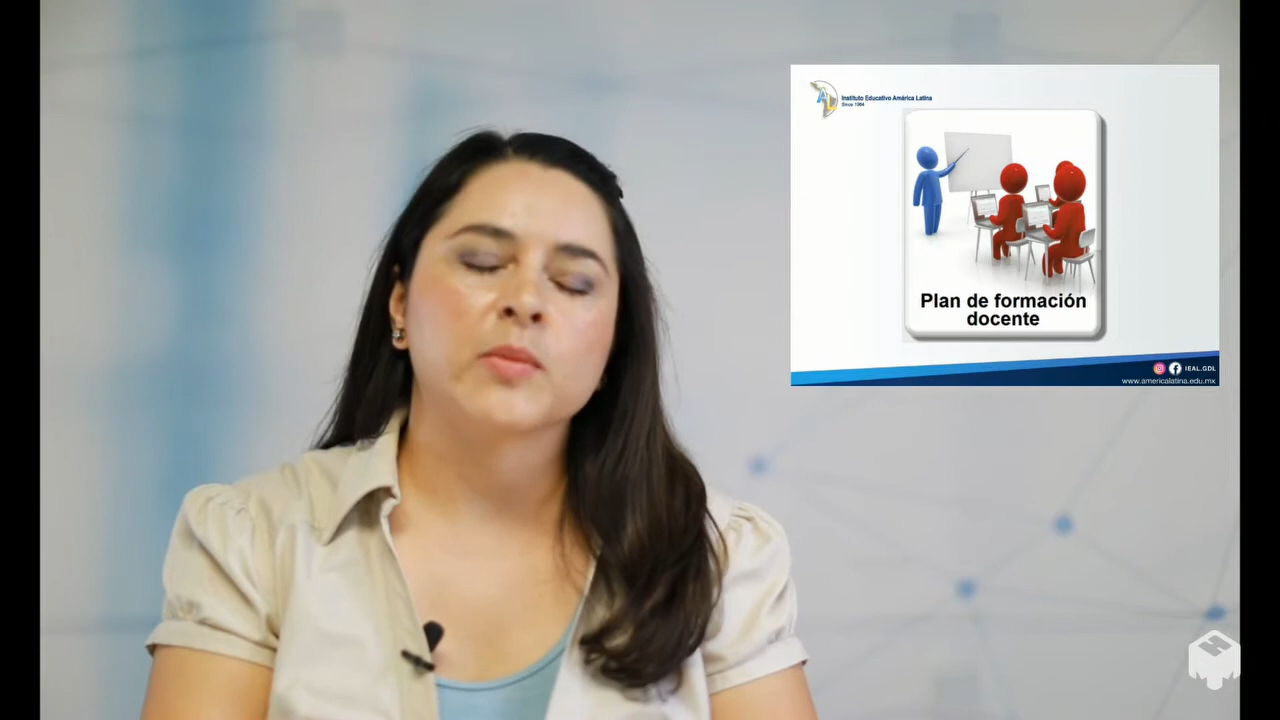 Instituto Educativo América Latina
Since 1964
Plan de formación
docente
IEAL.GDL
www.americalatina.edu.mx